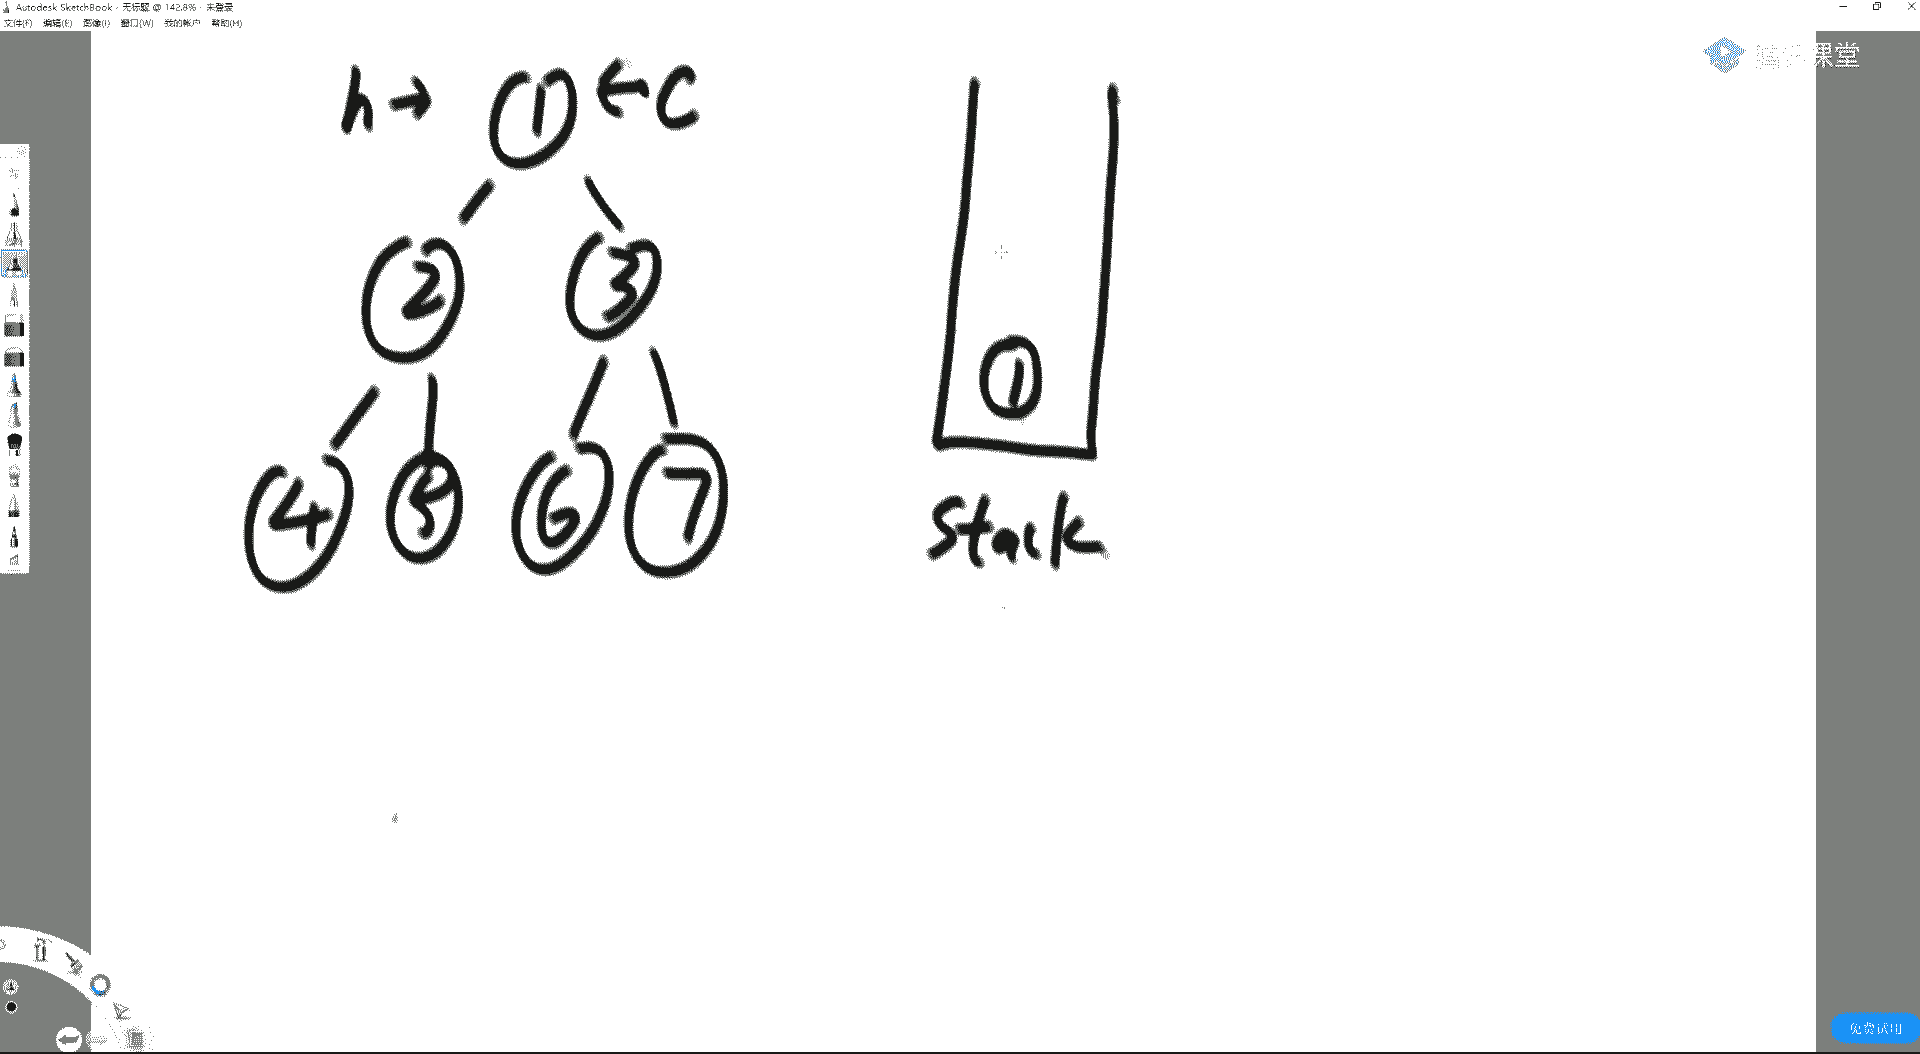 Autodesk SketchBook - 无标题 @ 142.8% - 未登录
文件(F) 编辑(E) 图像(I) 窗口(W) 我的帐户 帮助(H)
腾讯课堂
h → 1 ← C
2 3
4 5 6 7
1
Stack
免费试用